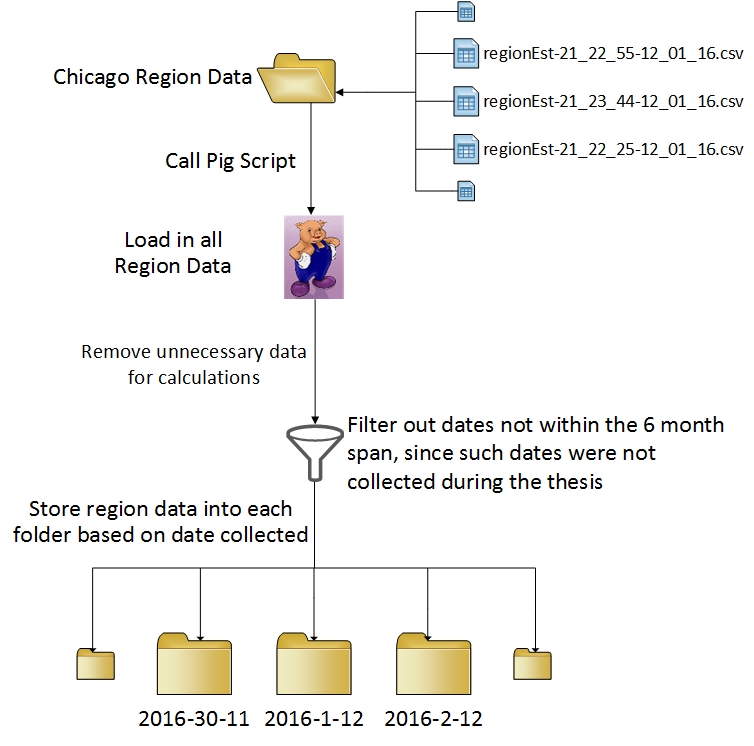 regionEst-21_22_55-12_01_16.csv
Chicago Region Data
regionEst-21_23_44-12_01_16.csv
regionEst-21_22_25-12_01_16.csv
Call Pig Script
Load in all
Region Data
Remove unnecessary data
for calculations
Filter out dates not within the 6 month
span, since such dates were not
collected during the thesis
Store region data into each
folder based on date collected
2016-30-11
2016-1-12
2016-2-12